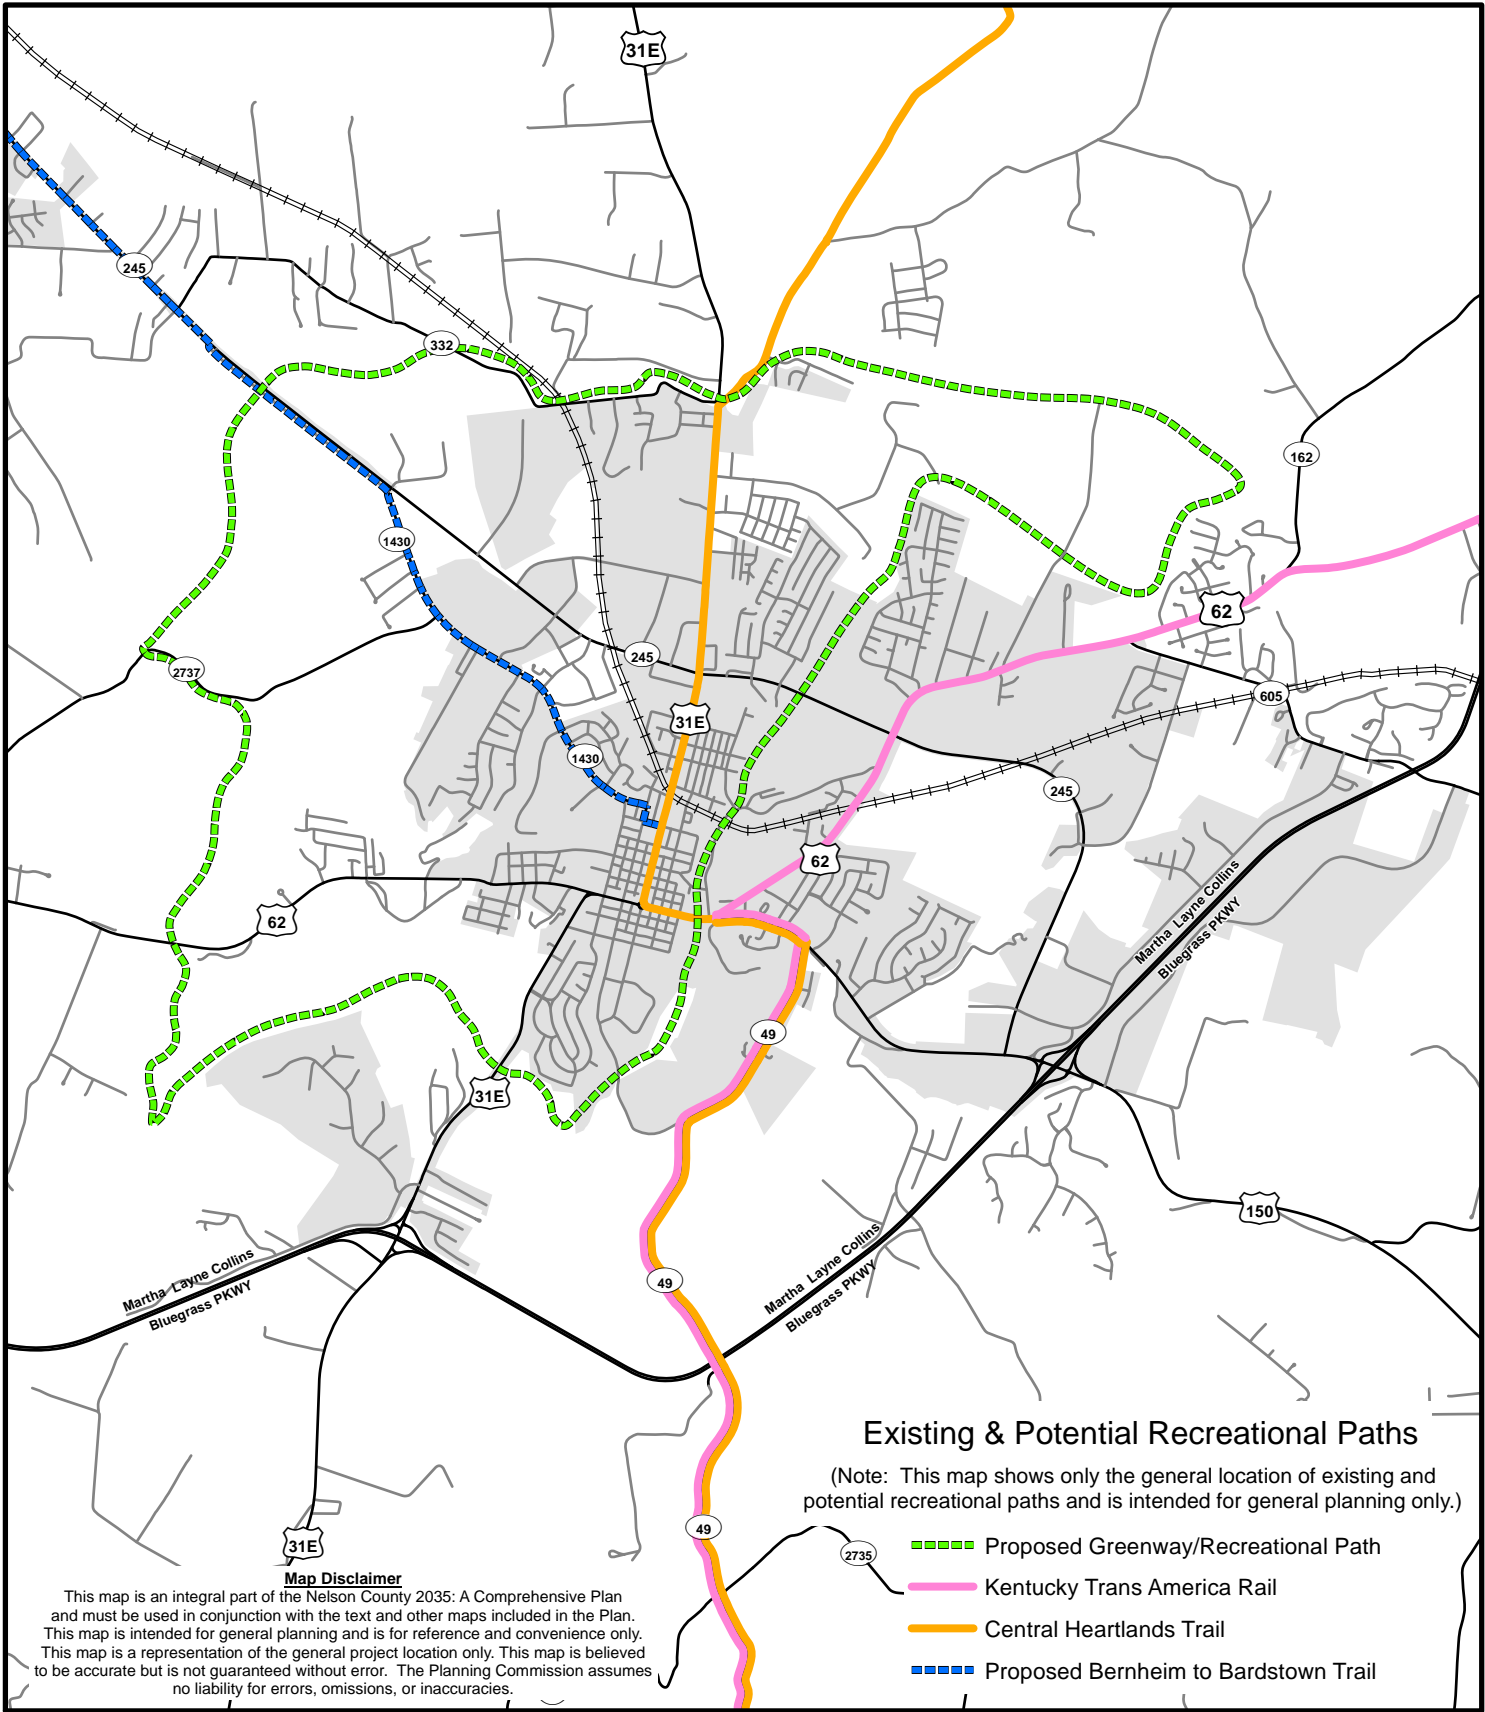 31E
245
332
162
1430
62
2737
245
605
31E
1430
245
62
62
Martha Layne Collins
Bluegrass PKWY
49
31E
150
Martha Layne Collins
Bluegrass PKWY
49
Martha Layne Collins
Bluegrass PKWY
Existing & Potential Recreational Paths
(Note: This map shows only the general location of existing and
potential recreational paths and is intended for general planning only.)
49
31E
2735
Proposed Greenway/Recreational Path
Kentucky Trans America Rail
Central Heartlands Trail
Proposed Bernheim to Bardstown Trail
Map Disclaimer
This map is an integral part of the Nelson County 2035: A Comprehensive Plan
and must be used in conjunction with the text and other maps included in the Plan.
This map is intended for general planning and is for reference and convenience only.
This map is a representation of the general project location only. This map is believed
to be accurate but is not guaranteed without error. The Planning Commission assumes
no liability for errors, omissions, or inaccuracies.